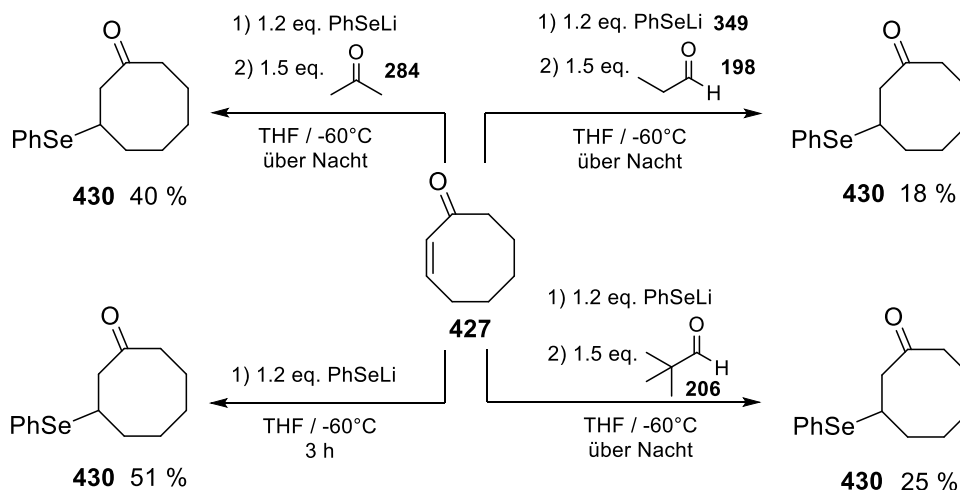 1) 1.2 eq. PhSeLi
O
2) 1.5 eq.
284
THF / -60°C
über Nacht
O
PhSe
430 40 %
1) 1.2 eq. PhSeLi 349
O
2) 1.5 eq.
H
198
THF / -60°C
über Nacht
O
PhSe
430 18 %
O
427
1) 1.2 eq. PhSeLi
THF / -60°C
3 h
O
PhSe
430 51 %
1) 1.2 eq. PhSeLi
O
2) 1.5 eq.
H
206
THF / -60°C
über Nacht
O
PhSe
430 25 %